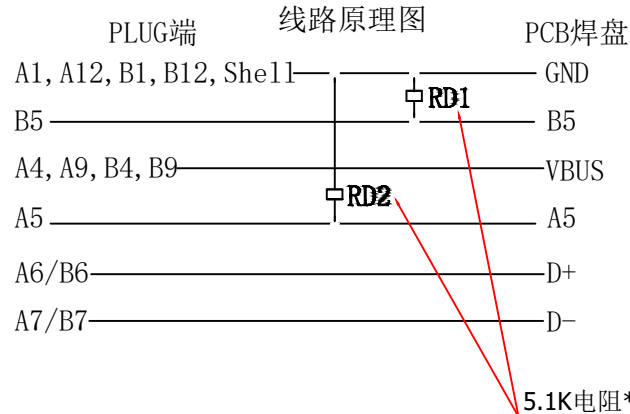 线路原理图
PLUG端 PCB焊盘
A1, A12, B1, B12, Shell GND
RD1
B5 B5
A4, A9, B4, B9 VBUS
RD2
A5 A5
A6/B6 D+
A7/B7 D-
5.1K电阻*